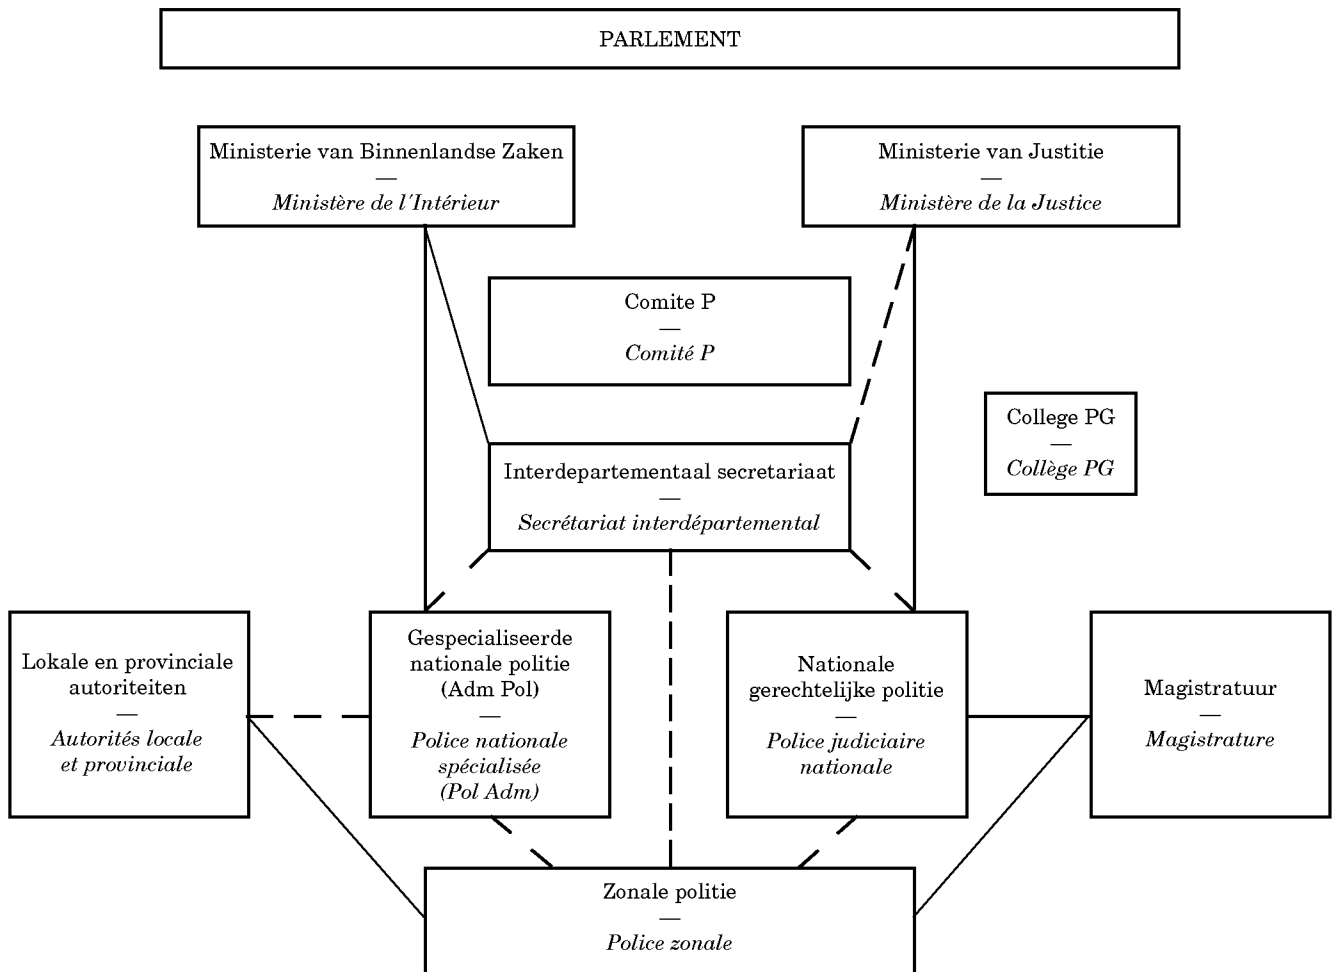 PARLEMENT
Ministerie van Binnenlandse Zaken
—
Ministère de l'Intérieur
Ministerie van Justitie
—
Ministère de la Justice
Comite P
—
Comité P
College PG
—
Collège PG
Interdepartementaal secretariaat
—
Secrétariat interdépartemental
Lokale en provinciale
autoriteiten
—
Autorités locale
et provinciale
Gespecialiseerde
nationale politie
(Adm Pol)
—
Police nationale
spécialisée
(Pol Adm)
Nationale
gerechtelijke politie
—
Police judiciaire
nationale
Magistratuur
—
Magistrature
Zonale politie
—
Police zonale